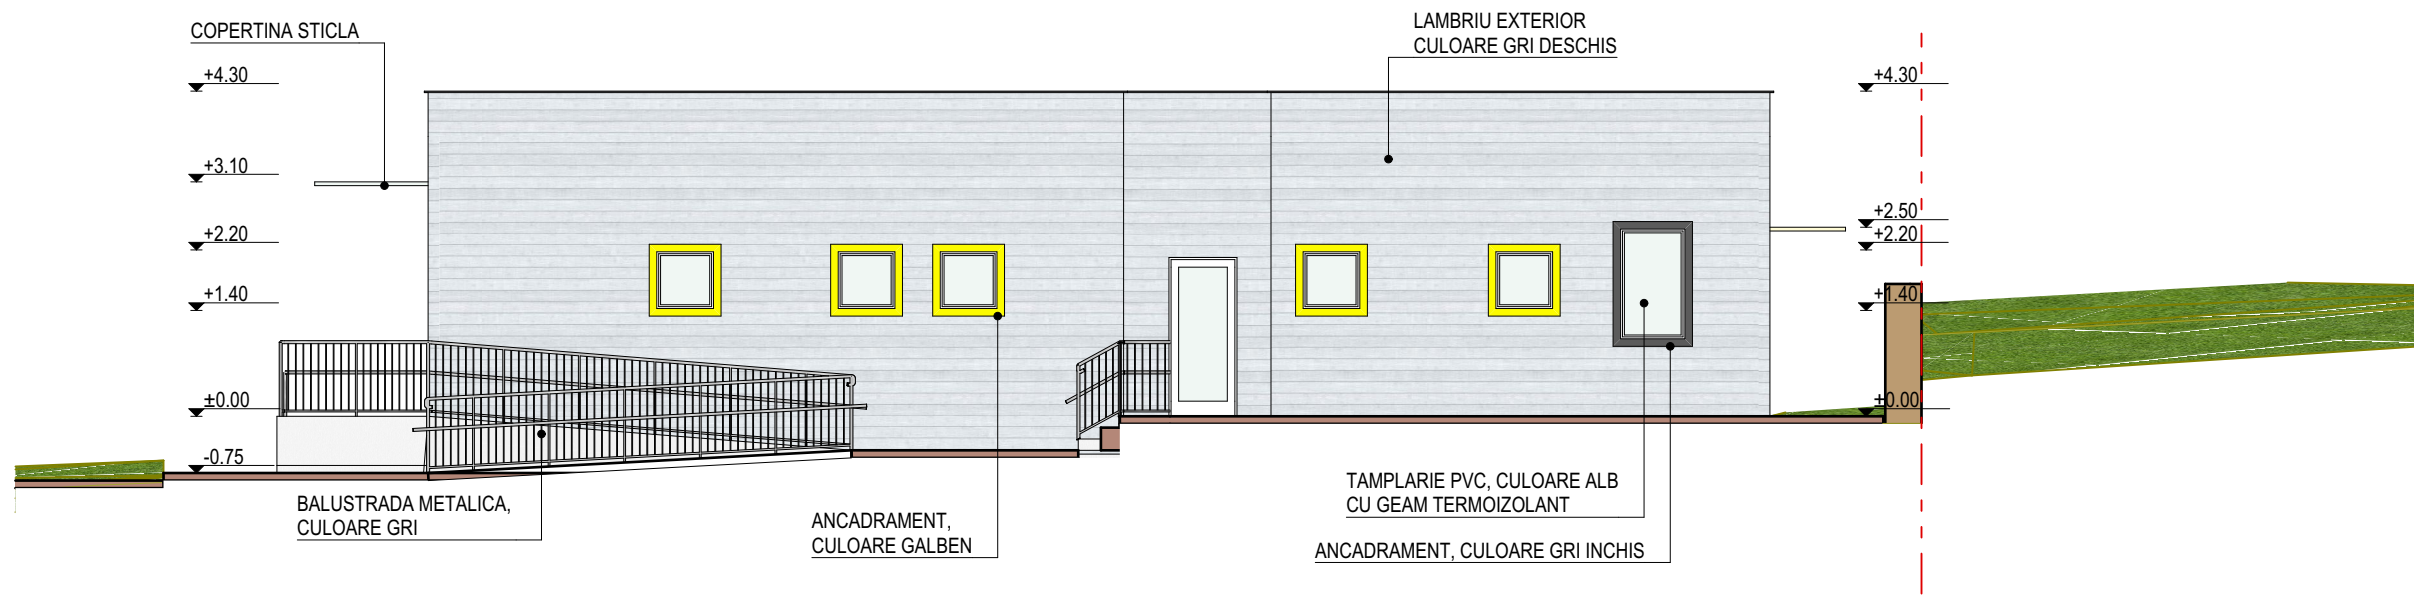 COPERTINA STICLA
LAMBRIU EXTERIOR
CULOARE GRI DESCHIS
+4.30
+4.30
+3.10
+2.50
+2.20
+2.20
+1.40
+1.40
±0.00
±0.00
-0.75
BALUSTRADA METALICA,
CULOARE GRI
ANCADRAMENT,
CULOARE GALBEN
TAMPLARIE PVC, CULOARE ALB
CU GEAM TERMOIZOLANT
ANCADRAMENT, CULOARE GRI INCHIS